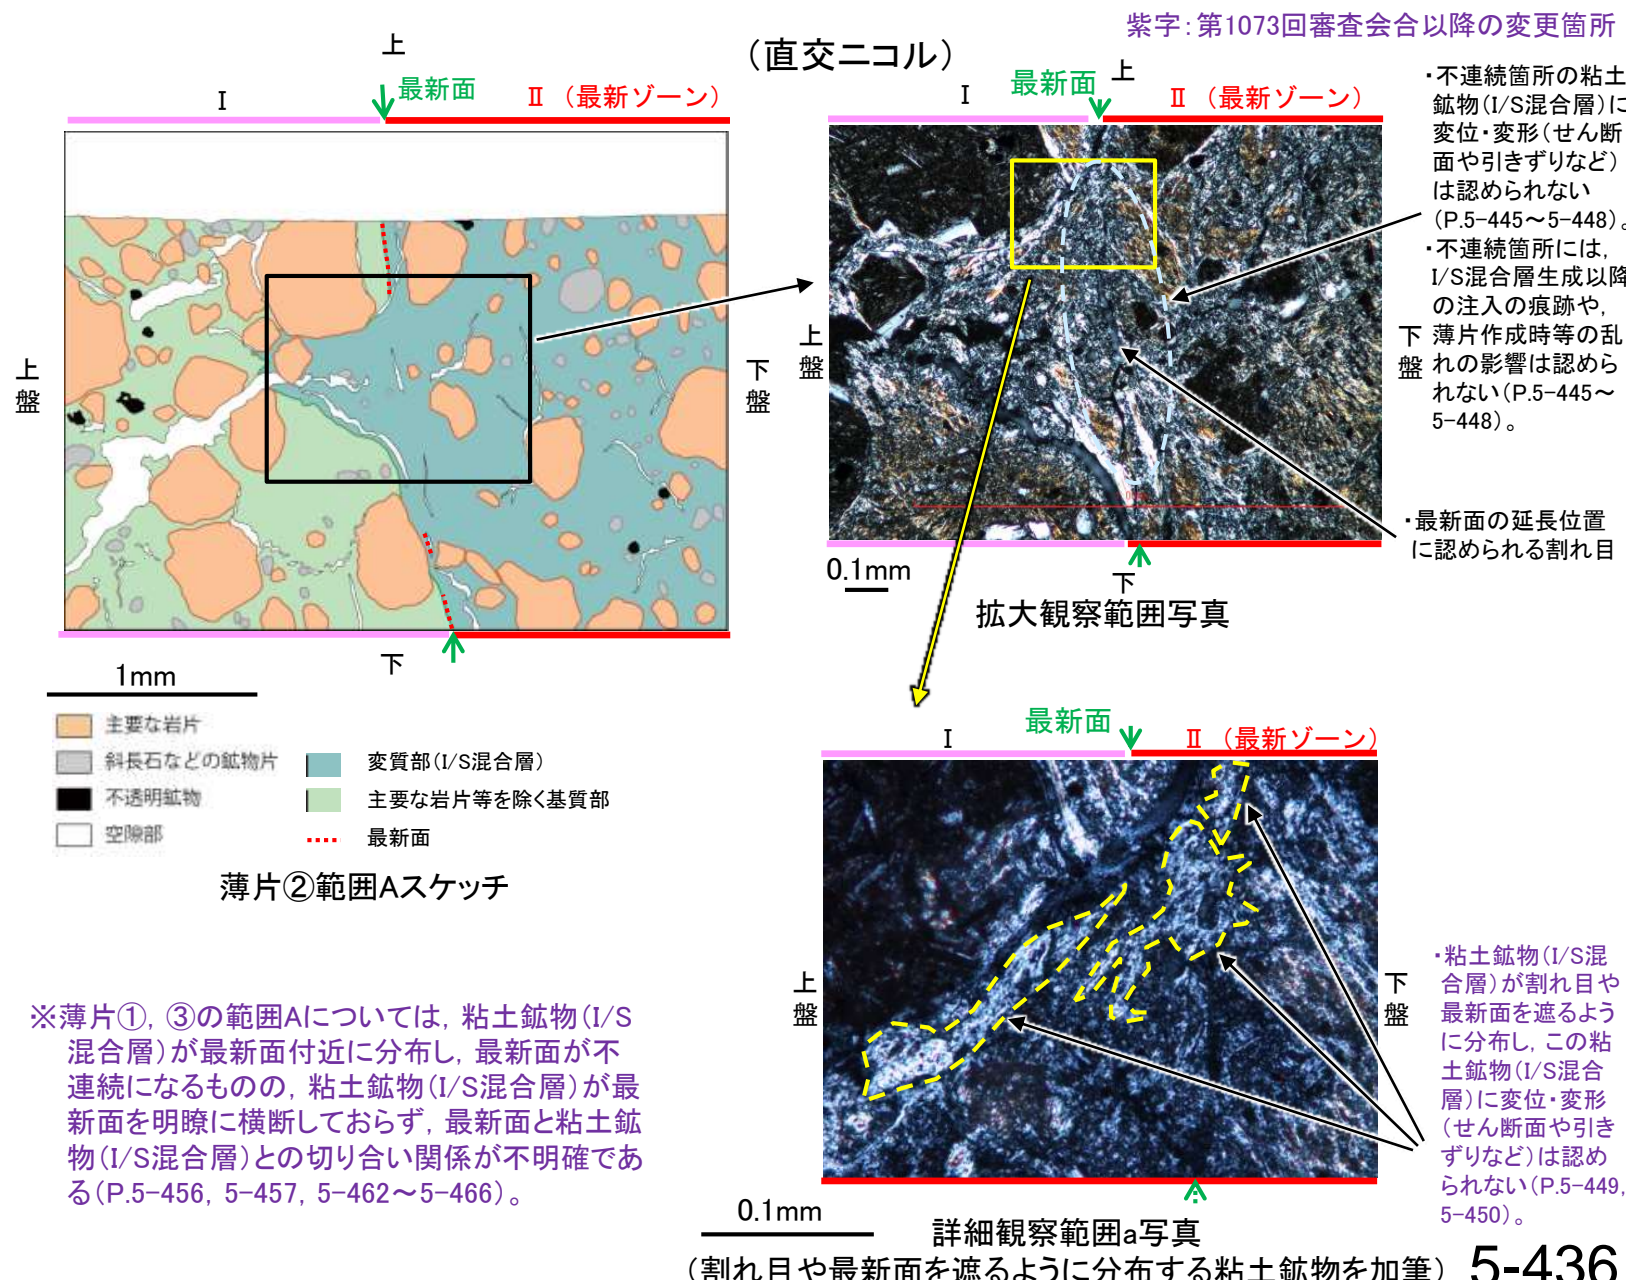 紫字：第1073回審査会合以降の変更箇所
（直交ニコル）
上
最新面
Ⅰ
Ⅱ （最新ゾーン）
上盤
下盤
下
1mm
主要な岩片
斜長石などの鉱物片
不透明鉱物
空隙部
変質部（I/S混合層）
主要な岩片等を除く基質部
最新面
薄片②範囲Aスケッチ
上
最新面
Ⅰ
Ⅱ （最新ゾーン）
上盤
下盤
下
0.1mm
拡大観察範囲写真
・不連続箇所の粘土
鉱物（I/S混合層）に
変位・変形（せん断
面や引きずりなど）
は認められない
（P.5-445～5-448）。
・不連続箇所には，
I/S混合層生成以降
の注入の痕跡や，
薄片作成時等の乱
れの影響は認めら
れない（P.5-445～
5-448）。
・最新面の延長位置
に認められる割れ目
最新面
Ⅰ
Ⅱ （最新ゾーン）
上盤
下盤
0.1mm
詳細観察範囲a写真
（割れ目や最新面を遮るように分布する粘土鉱物を加筆）
・粘土鉱物（I/S混
合層）が割れ目や
最新面を遮るよう
に分布し，この粘
土鉱物（I/S混合
層）に変位・変形
（せん断面や引き
ずりなど）は認め
られない（P.5-449，
5-450）。
※薄片①，③の範囲Aについては，粘土鉱物（I/S
混合層）が最新面付近に分布し，最新面が不
連続になるものの，粘土鉱物（I/S混合層）が最
新面を明瞭に横断しておらず，最新面と粘土鉱
物（I/S混合層）との切り合い関係が不明確であ
る（P.5-456，5-457，5-462～5-466）。
5-436